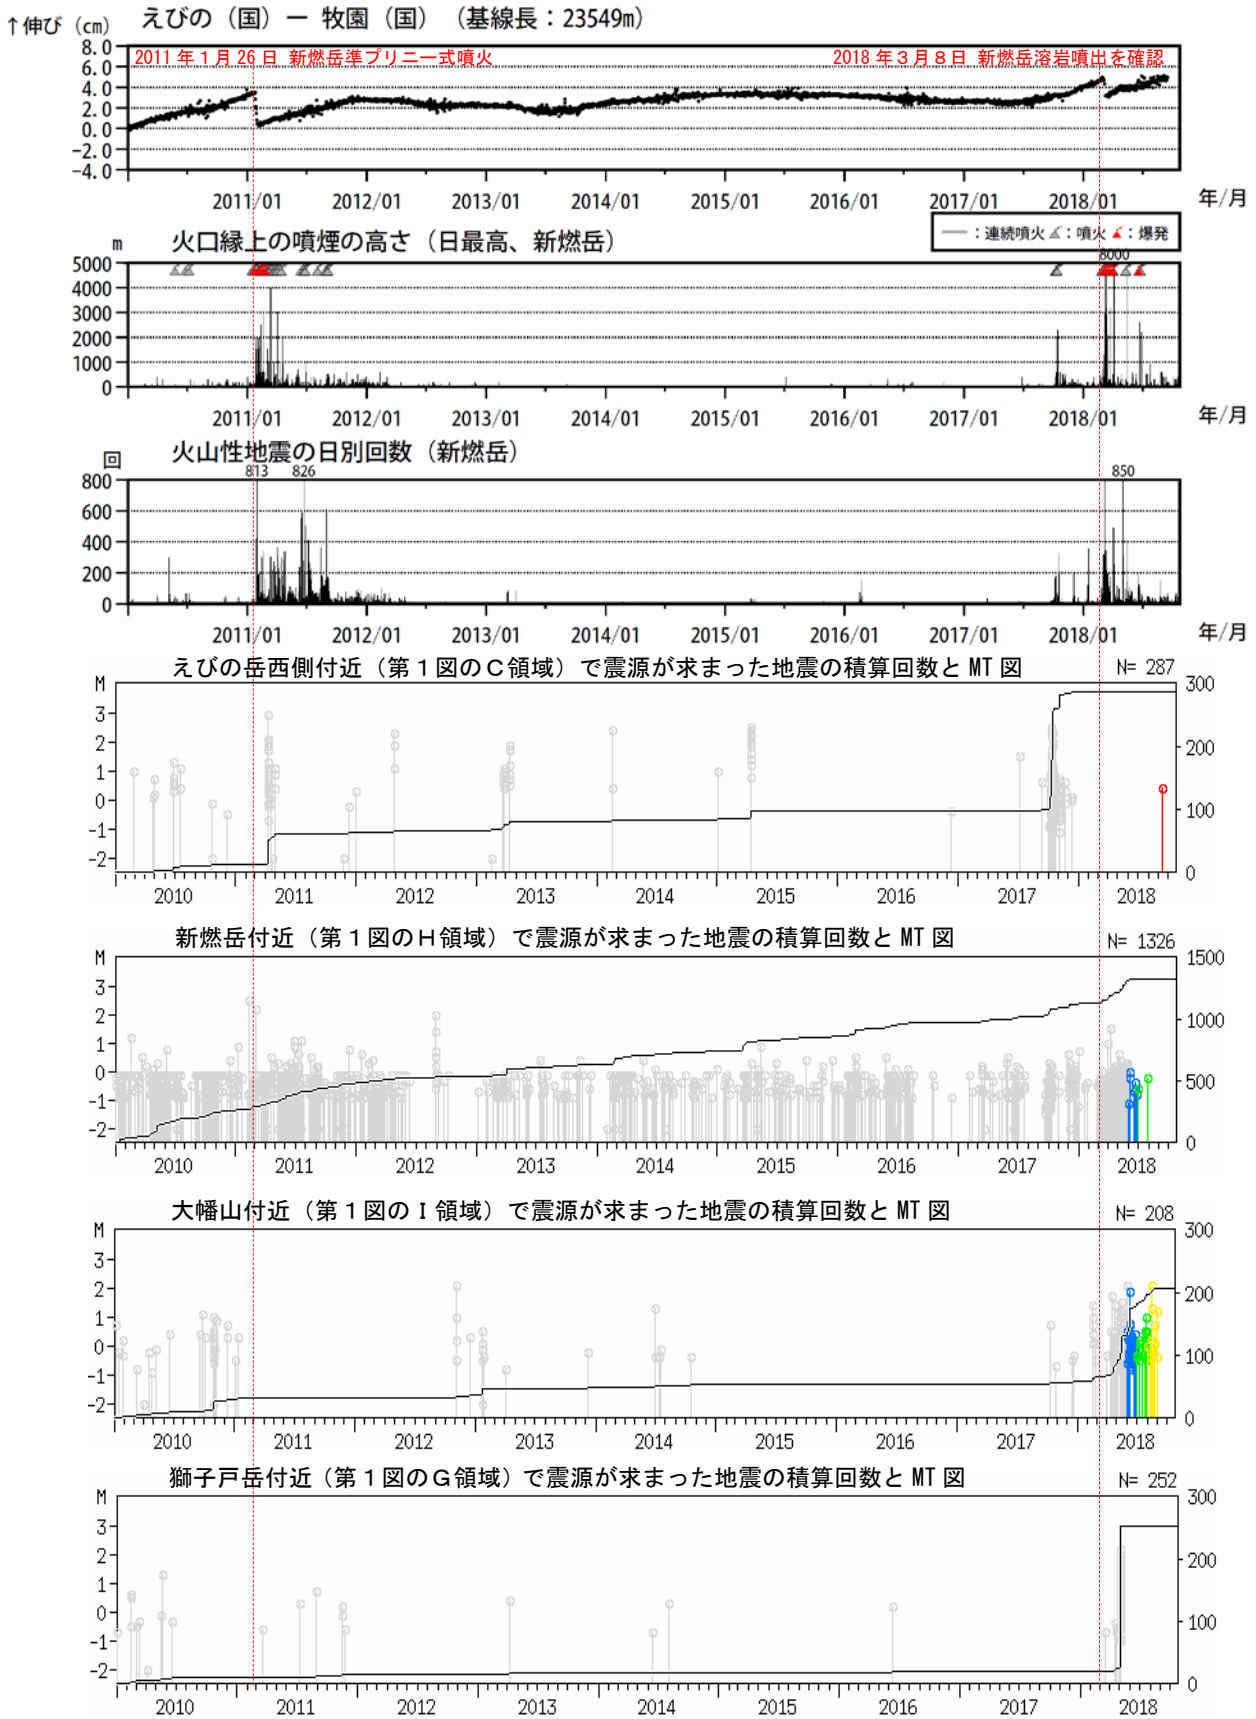 えびの（国）－ 牧園（国）（基線長：23549m）
↑伸び（cm）
2011年1月26日 新燃岳準プリニー式噴火
2018年3月8日 新燃岳溶岩噴出を確認
8.0
6.0
4.0
2.0
0.0
-2.0
-4.0
2011/01 2012/01 2013/01 2014/01 2015/01 2016/01 2017/01 2018/01 年/月
火口縁上の噴煙の高さ（日最高、新燃岳）
：連続噴火 ：噴火 ：爆発
m
8000
5000
4000
3000
2000
1000
0
2011/01 2012/01 2013/01 2014/01 2015/01 2016/01 2017/01 2018/01 年/月
火山性地震の日別回数（新燃岳）
回
813 826 850
800
600
400
200
0
2011/01 2012/01 2013/01 2014/01 2015/01 2016/01 2017/01 2018/01 年/月
えびの岳西側付近（第１図のＣ領域）で震源が求まった地震の積算回数とMT図 N= 287
M 300
3
2 200
1
0 100
-1
-2 0
2010 2011 2012 2013 2014 2015 2016 2017 2018
新燃岳付近（第１図のＨ領域）で震源が求まった地震の積算回数とMT図 N= 1326
M 1500
3
2 1000
1
0 500
-1
-2 0
2010 2011 2012 2013 2014 2015 2016 2017 2018
大幡山付近（第１図のＩ領域）で震源が求まった地震の積算回数とMT図 N= 208
M 300
3
2 200
1
0 100
-1
-2 0
2010 2011 2012 2013 2014 2015 2016 2017 2018
獅子戸岳付近（第１図のＧ領域）で震源が求まった地震の積算回数とMT図 N= 252
M 300
3
2 200
1
0 100
-1
-2 0
2010 2011 2012 2013 2014 2015 2016 2017 2018